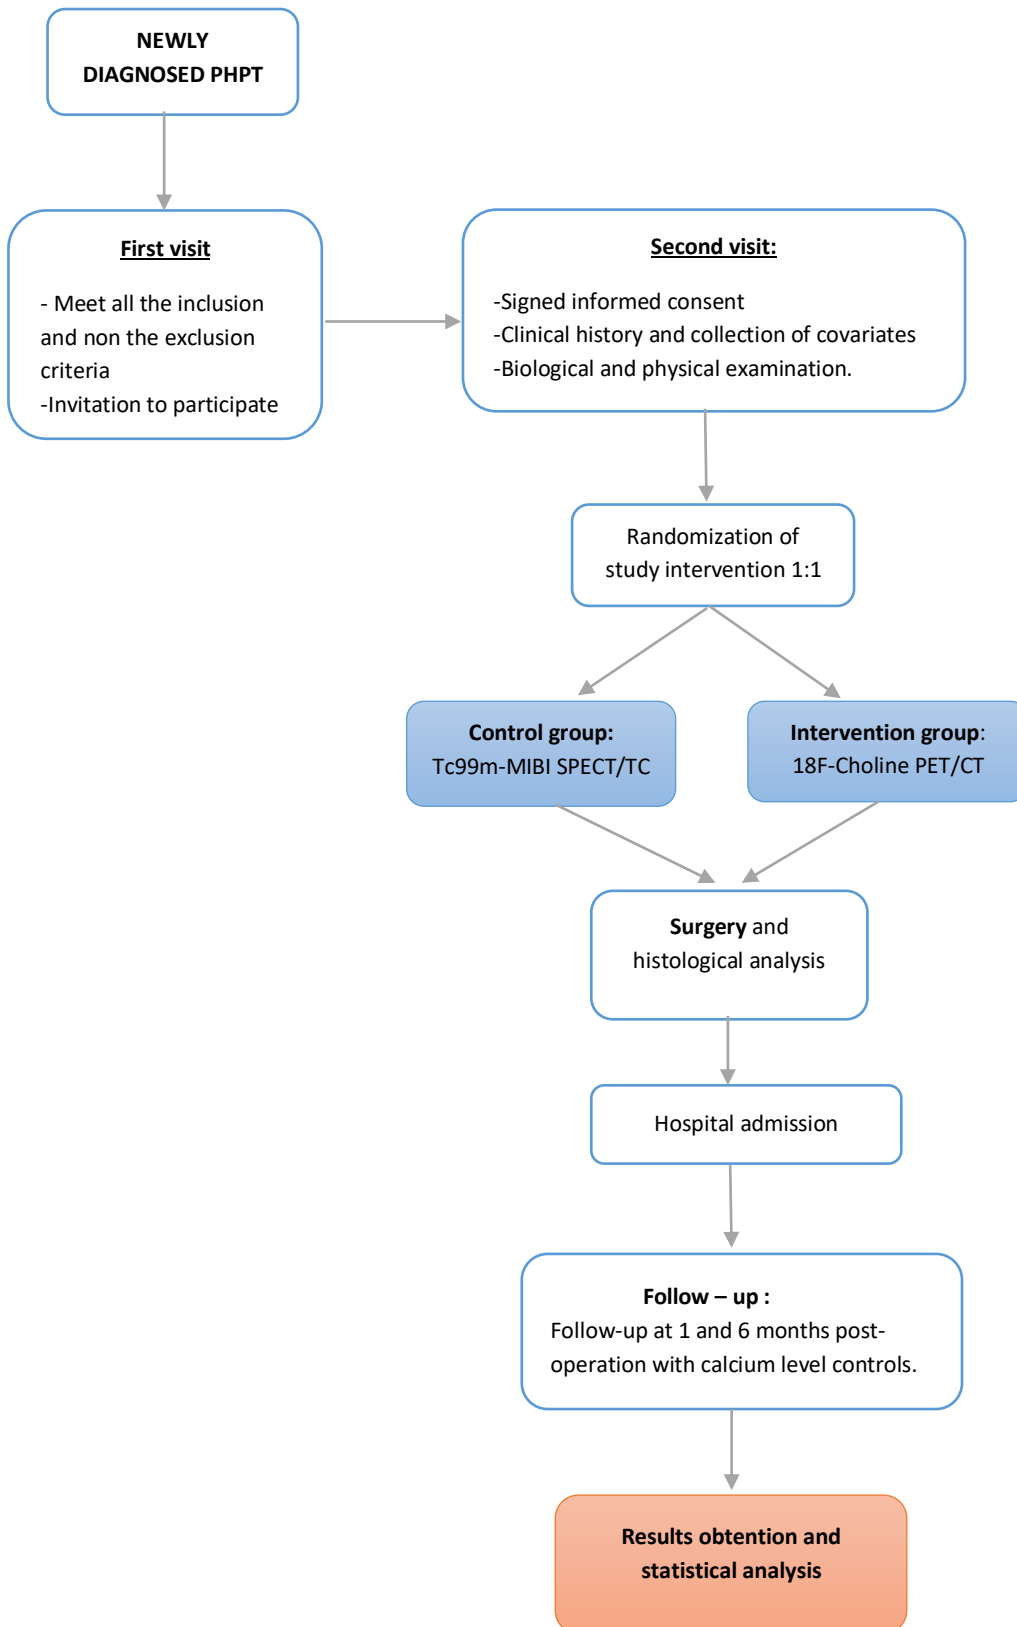 NEWLY
DIAGNOSED PHPT
First visit
- Meet all the inclusion
and non the exclusion
criteria
-Invitation to participate
Second visit:
-Signed informed consent
-Clinical history and collection of covariates
-Biological and physical examination.
Randomization of
study intervention 1:1
Control group:
Tc99m-MIBI SPECT/TC
Intervention group:
18F-Choline PET/CT
Surgery and
histological analysis
Hospital admission
Follow – up :
Follow-up at 1 and 6 months post-
operation with calcium level controls.
Results obtention and
statistical analysis